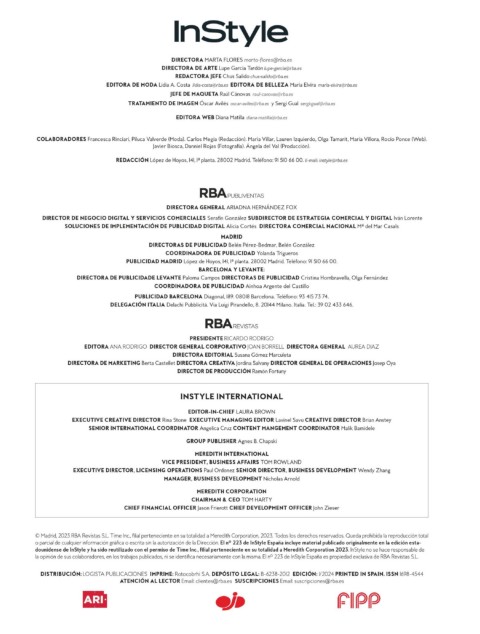 InStyle
DIRECTORA MARTA FLORES marta-flores@rba.es
DIRECTORA DE ARTE Lupe García Tardón lupe-garcia@rba.es
REDACTORA JEFE Chus Salido chus-salido@rba.es
EDITORA DE MODA Lidia A. Costa lidia-costa@rba.es EDITORA DE BELLEZA María Elvira maria-elvira@rba.es
JEFE DE MAQUETA Raúl Cánovas raul-canovas@rba.es
TRATAMIENTO DE IMAGEN Óscar Avilés oscar-aviles@rba.es y Sergi Gual sergi-gual@rba.es
EDITORA WEB Diana Matilla diana-matilla@rba.es
COLABORADORES Francesca Rinciari, Piluca Valverde (Moda). Carlos Megía (Redacción). María Villar, Laureen Izquierdo, Olga Tamarit, María Villora, Rocío Ponce (Web).
Javier Biosca, Danniel Rojas (Fotografía). Ángela del Val (Producción).
REDACCIÓN López de Hoyos, 141, 1ª planta. 28002 Madrid. Teléfono: 91 510 66 00. E-mail: instyle@rba.es
RBA PUBLIVENTAS
DIRECTORA GENERAL ARIADNA HERNÁNDEZ FOX
DIRECTOR DE NEGOCIO DIGITAL Y SERVICIOS COMERCIALES Serafín González SUBDIRECTOR DE ESTRATEGIA COMERCIAL Y DIGITAL Iván Lorente
SOLUCIONES DE IMPLEMENTACIÓN DE PUBLICIDAD DIGITAL Alicia Cortés DIRECTORA COMERCIAL NACIONAL Mª del Mar Casals
MADRID
DIRECTORAS DE PUBLICIDAD Belén Pérez-Bedmar, Belén González
COORDINADORA DE PUBLICIDAD Yolanda Trigueros
PUBLICIDAD MADRID López de Hoyos, 141, 1ª planta. 28002 Madrid. Teléfono: 91 510 66 00.
BARCELONA Y LEVANTE:
DIRECTORA DE PUBLICIDADE LEVANTE Paloma Campos DIRECTORAS DE PUBLICIDAD Cristina Hombravella, Olga Fernández
COORDINADORA DE PUBLICIDAD Ainhoa Argente del Castillo
PUBLICIDAD BARCELONA Diagonal, 189. 08018 Barcelona. Teléfono: 93 415 73 74.
DELEGACIÓN ITALIA Delachi Pubblicità. Via Luigi Pirandello, 8. 20144 Milano. Italia. Tel.: 39 02 433 646.
RBA REVISTAS
PRESIDENTE RICARDO RODRIGO
EDITORA ANA RODRIGO DIRECTOR GENERAL CORPORATIVO JOAN BORRELL DIRECTORA GENERAL AUREA DIAZ
DIRECTORA EDITORIAL Susana Gómez Marculeta
DIRECTORA DE MARKETING Berta Castellet DIRECTORA CREATIVA Jordina Salvany DIRECTOR GENERAL DE OPERACIONES Josep Oya
DIRECTOR DE PRODUCCIÓN Ramón Fortuny
INSTYLE INTERNATIONAL
EDITOR-IN-CHIEF LAURA BROWN
EXECUTIVE CREATIVE DIRECTOR Rina Stone EXECUTIVE MANAGING EDITOR Lavinel Savu CREATIVE DIRECTOR Brian Anstey
SENIOR INTERNATIONAL COORDINATOR Angelica Cruz CONTENT MANGEMENT COORDINATOR Malik Bamidele
GROUP PUBLISHER Agnes B. Chapski
MEREDITH INTERNATIONAL
VICE PRESIDENT, BUSINESS AFFAIRS TOM ROWLAND
EXECUTIVE DIRECTOR, LICENSING OPERATIONS Paul Ordonez SENIOR DIRECTOR, BUSINESS DEVELOPMENT Wendy Zhang
MANAGER, BUSINESS DEVELOPMENT Nicholas Arnold
MEREDITH CORPORATION
CHAIRMAN & CEO TOM HARTY
CHIEF FINANCIAL OFFICER Jason Frierott CHIEF DEVELOPMENT OFFICER John Zieser
© Madrid, 2023 RBA Revistas S.L. Time Inc., filial perteneciente en su totalidad a Meredith Corporation, 2023. Todos los derechos reservados. Queda prohibida la reproducción total
o parcial de cualquier información gráfica o escrita sin la autorización de la Dirección. El nº 223 de InStyle España incluye material publicado originalmente en la edición esta-
dounidense de InStyle y ha sido reutilizado con el permiso de Time Inc., filial perteneciente en su totalidad a Meredith Corporation 2023. InStyle no se hace responsable de
la opinión de sus colaboradores, en los trabajos publicados, ni se identifica necesariamente con la misma. El nº 223 de InStyle España es propiedad exclusiva de RBA Revistas S.L.
DISTRIBUCIÓN: LOGISTA PUBLICACIONES IMPRIME: Rotocobrhi S.A. DEPÓSITO LEGAL: B-6238-2012 EDICIÓN: 1/2024 PRINTED IN SPAIN. ISSN 1698-4544
ATENCIÓN AL LECTOR Email: clientes@rba.es SUSCRIPCIONES Email: suscripciones@rba.es
ARI
FIPP